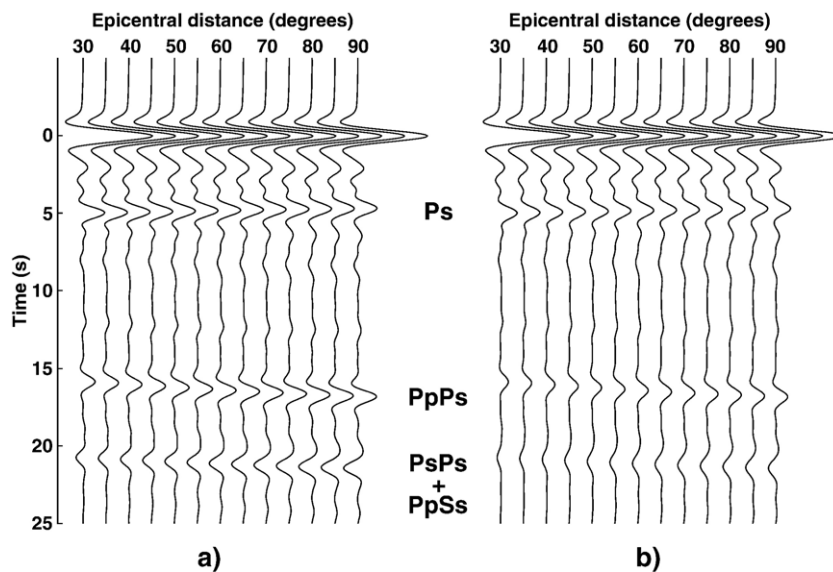 Epicentral distance (degrees)
30 40 50 60 70 80 90
Epicentral distance (degrees)
30 40 50 60 70 80 90
Time (s)
0
5
10
15
20
25
Ps
PpPs
PsPs
+
PpSs
a)
b)